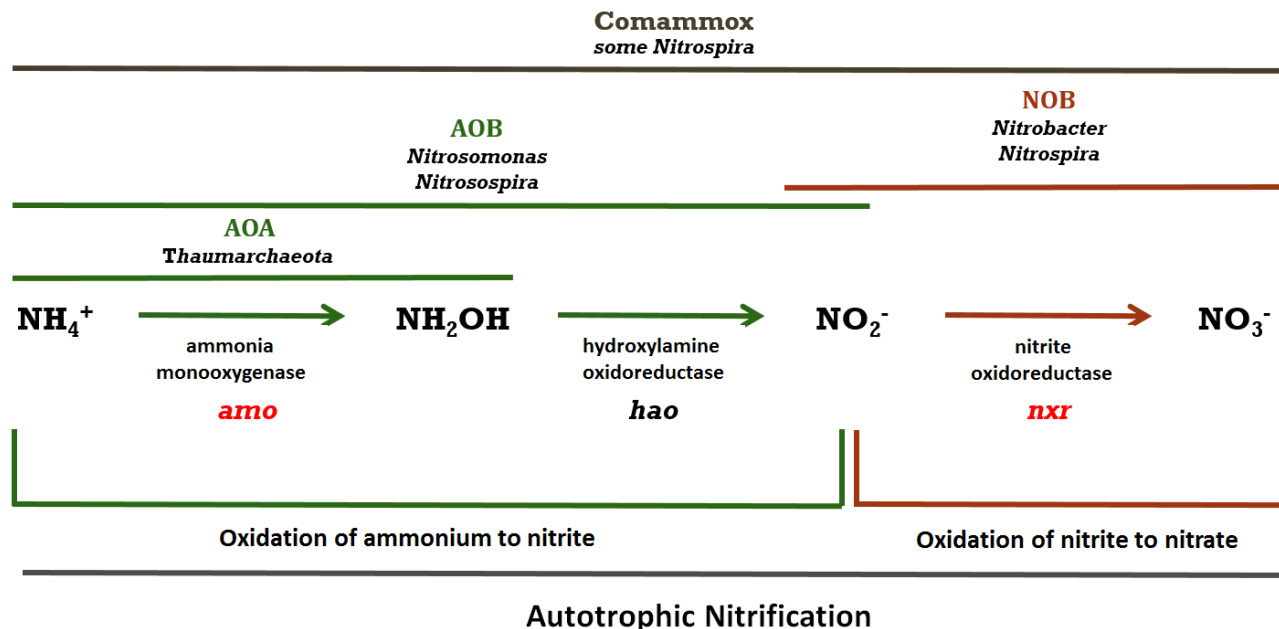 Comammox
some Nitrospira
NOB
Nitrobacter
Nitrospira
AOB
Nitrosomonas
Nitrosospira
AOA
Thaumarchaeota
NH₄⁺
NH₂OH
NO₂⁻
NO₃⁻
ammonia
monooxygenase
amo
hydroxylamine
oxidoreductase
hao
nitrite
oxidoreductase
nxr
Oxidation of ammonium to nitrite
Oxidation of nitrite to nitrate
Autotrophic Nitrification